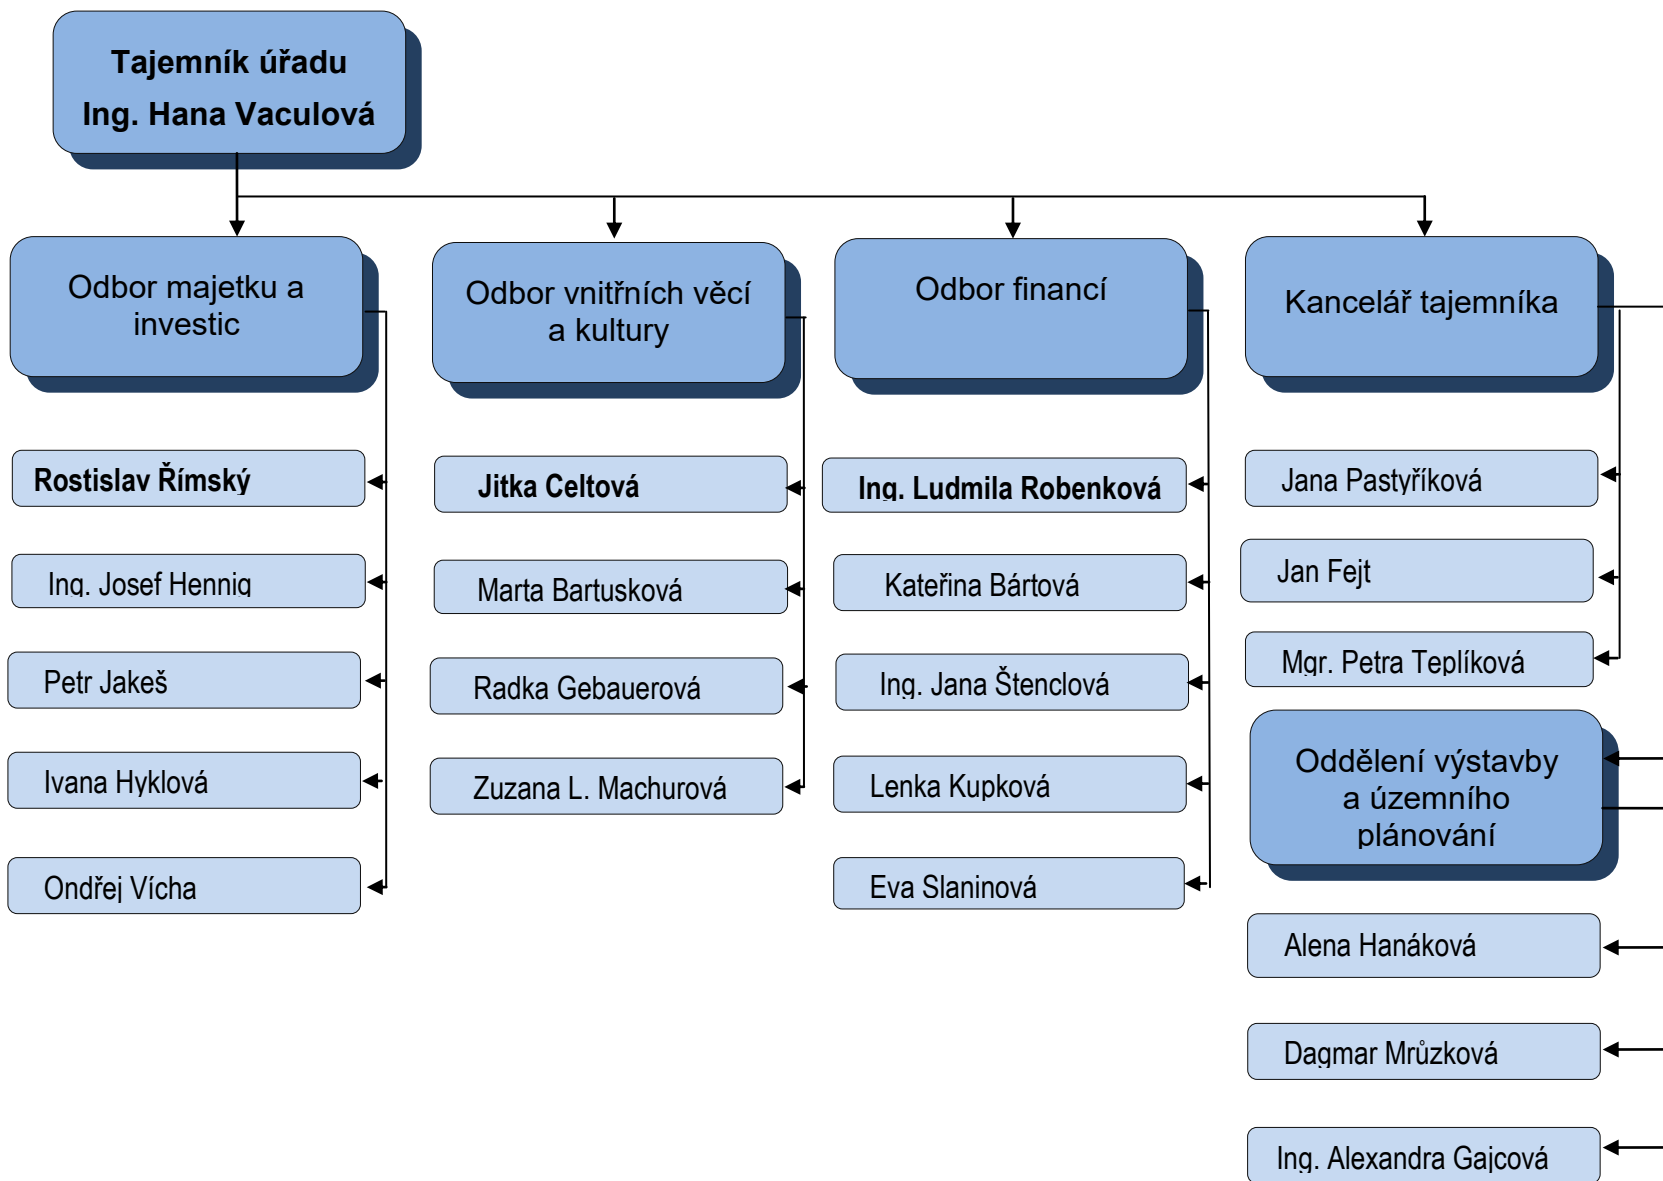 Tajemník úřadu
Ing. Hana Vaculová
Odbor majetku a
investic
Rostislav Římský
Ing. Josef Hennig
Petr Jakeš
Ivana Hyklová
Ondřej Vícha
Odbor vnitřních věcí
a kultury
Jitka Celtová
Marta Bartusková
Radka Gebauerová
Zuzana L. Machurová
Odbor financí
Ing. Ludmila Robenková
Kateřina Bártová
Ing. Jana Štenclová
Lenka Kupková
Eva Slaninová
Kancelář tajemníka
Jana Pastyříková
Jan Fejt
Mgr. Petra Teplíková
Oddělení výstavby
a územního
plánování
Alena Hanáková
Dagmar Mrůzková
Ing. Alexandra Gajcová